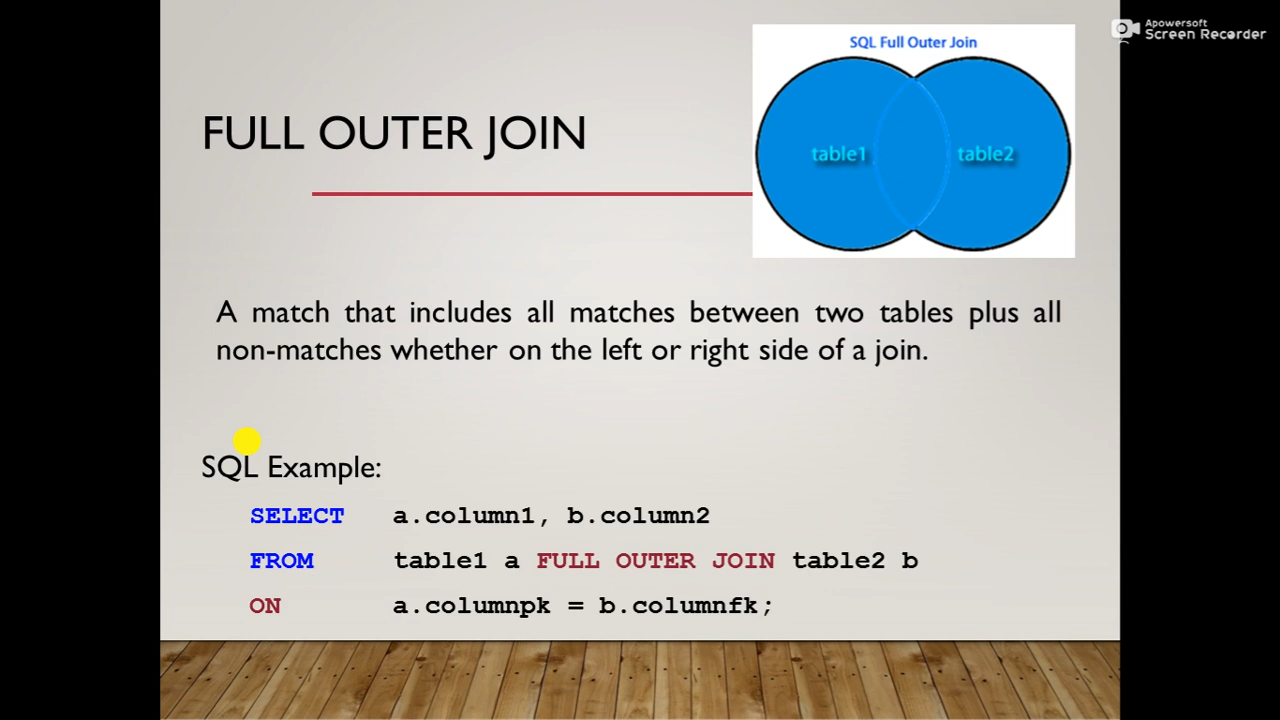 Apowersoft
Screen Recorder
SQL Full Outer Join
FULL OUTER JOIN
table1 table2
A match that includes all matches between two tables plus all
non-matches whether on the left or right side of a join.
SQL Example:
SELECT a.column1, b.column2
FROM table1 a FULL OUTER JOIN table2 b
ON a.columnpk = b.columnfk;